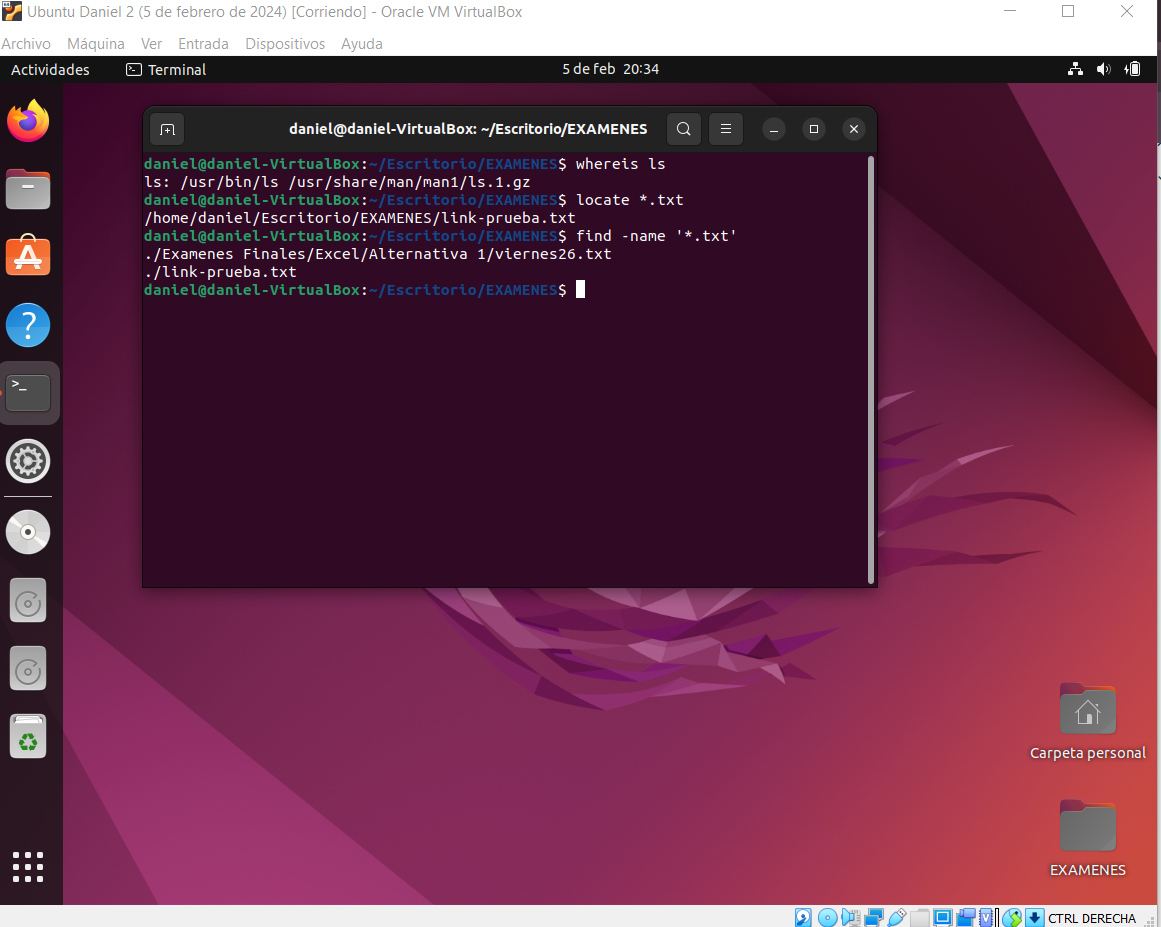 Ubuntu Daniel 2 (5 de febrero de 2024) [Corriendo] - Oracle VM VirtualBox
Archivo Máquina Ver Entrada Dispositivos Ayuda
Actividades Terminal 5 de feb 20:34
daniel@daniel-VirtualBox: ~/Escritorio/EXAMENES
daniel@daniel-VirtualBox:~/Escritorio/EXAMENES$ whereis ls
ls: /usr/bin/ls /usr/share/man/man1/ls.1.gz
daniel@daniel-VirtualBox:~/Escritorio/EXAMENES$ locate *.txt
/home/daniel/Escritorio/EXAMENES/link-prueba.txt
daniel@daniel-VirtualBox:~/Escritorio/EXAMENES$ find -name '*.txt'
./Examenes Finales/Excel/Alternativa 1/viernes26.txt
./link-prueba.txt
daniel@daniel-VirtualBox:~/Escritorio/EXAMENES$
Carpeta personal
EXAMENES
CTRL DERECHA